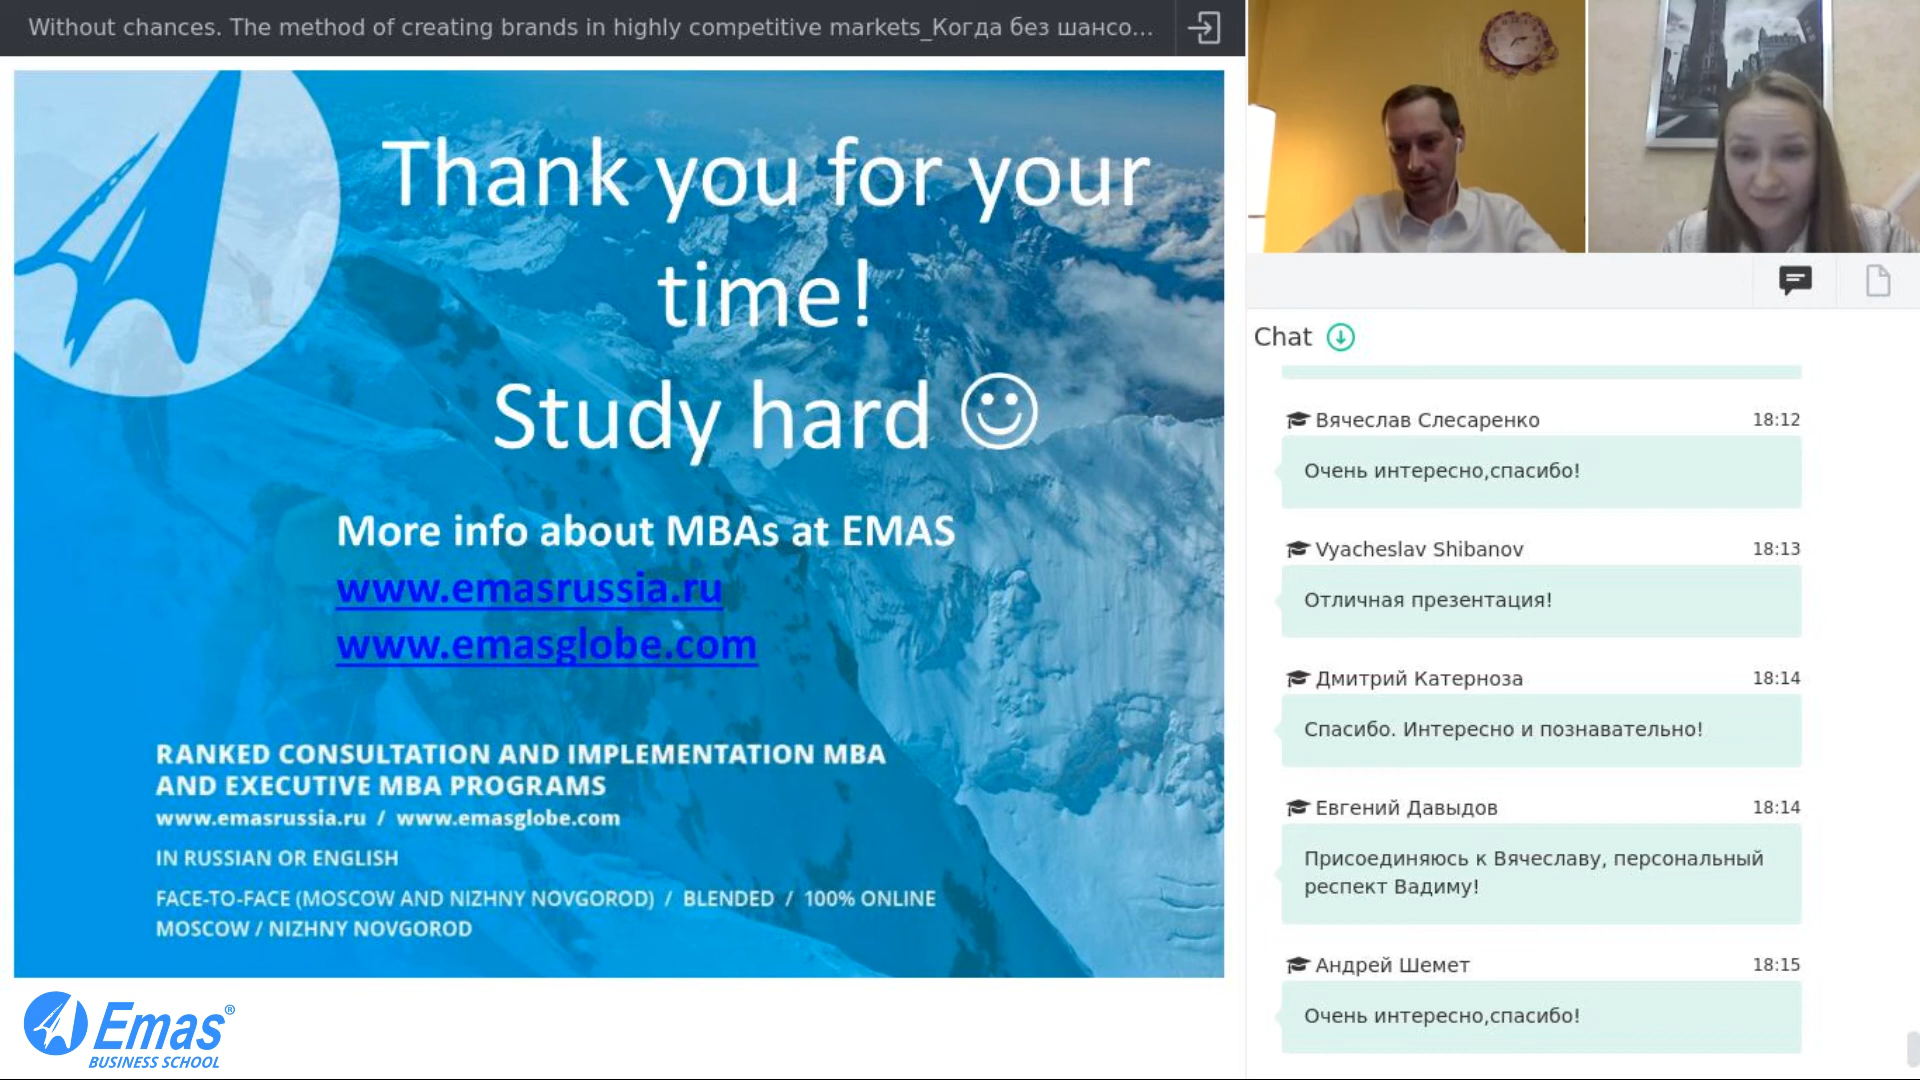 Without chances. The method of creating brands in highly competitive markets_Когда без шансо...
Thank you for your
time!
Study hard
More info about MBAs at EMAS
www.emasrussia.ru
www.emasglobe.com
RANKED CONSULTATION AND IMPLEMENTATION MBA
AND EXECUTIVE MBA PROGRAMS
www.emasrussia.ru / www.emasglobe.com
IN RUSSIAN OR ENGLISH
FACE-TO-FACE (MOSCOW AND NIZHNY NOVGOROD) / BLENDED / 100% ONLINE
MOSCOW / NIZHNY NOVGOROD
Emas®
BUSINESS SCHOOL
Chat
Вячеслав Слесаренко 18:12
Очень интересно,спасибо!
Vyacheslav Shibanov 18:13
Отличная презентация!
Дмитрий Катерноза 18:14
Спасибо. Интересно и познавательно!
Евгений Давыдов 18:14
Присоединяюсь к Вячеславу, персональный
респект Вадиму!
Андрей Шемет 18:15
Очень интересно,спасибо!